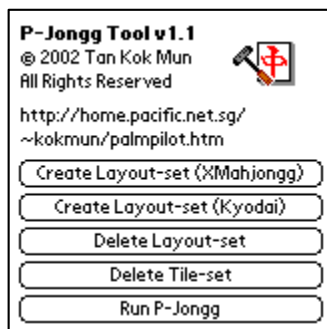 P-Jongg Tool v1.1
© 2002 Tan Kok Mun
All Rights Reserved
中
http://home.pacific.net.sg/
~kokmun/palmpilot.htm
Create Layout-set (XMahjongg)
Create Layout-set (Kyodai)
Delete Layout-set
Delete Tile-set
Run P-Jongg